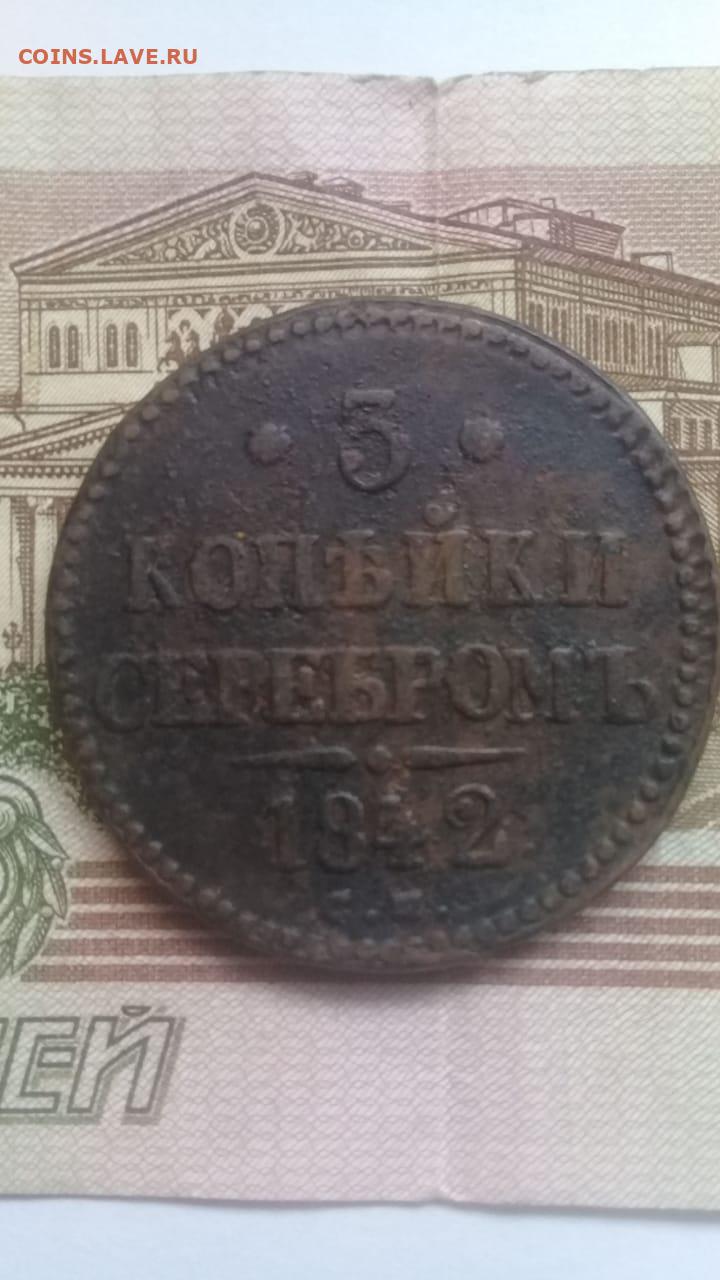 COINS.LAVE.RU
• 3 •
КОПѢЙКИ
СЕРЕБРОМЪ
1842
ЕЙ